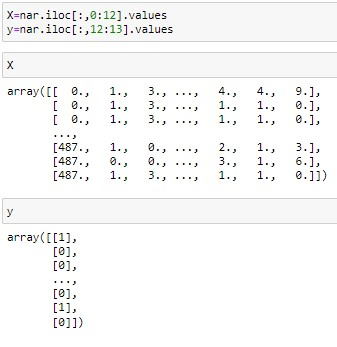 X=nar.iloc[:,0:12].values
y=nar.iloc[:,12:13].values
X
array([[  0.,   1.,   3., ...,   4.,   4.,   9.],
       [  0.,   1.,   3., ...,   1.,   1.,   0.],
       [  0.,   1.,   3., ...,   1.,   1.,   0.],
       ...,
       [487.,   1.,   0., ...,   2.,   1.,   3.],
       [487.,   0.,   0., ...,   3.,   1.,   6.],
       [487.,   1.,   3., ...,   1.,   1.,   0.]])
y
array([[1],
       [0],
       [0],
       ...,
       [0],
       [1],
       [0]])